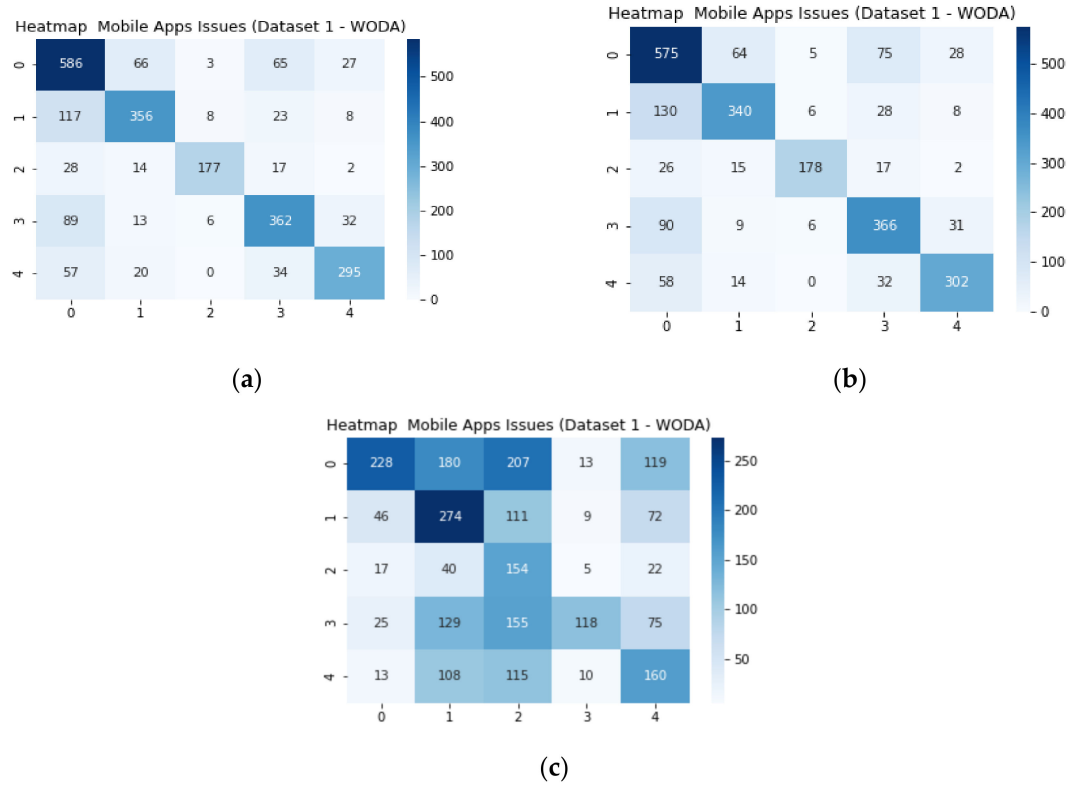 Heatmap  Mobile Apps Issues (Dataset 1 - WODA)
0 586 66 3 65 27
1 117 356 8 23 8
2 28 14 177 17 2
3 89 13 6 362 32
4 57 20 0 34 295
0 1 2 3 4
500
400
300
200
100
0
(a)
Heatmap  Mobile Apps Issues (Dataset 1 - WODA)
0 575 64 5 75 28
1 130 340 6 28 8
2 26 15 178 17 2
3 90 9 6 366 31
4 58 14 0 32 302
0 1 2 3 4
500
400
300
200
100
0
(b)
Heatmap  Mobile Apps Issues (Dataset 1 - WODA)
0 228 180 207 13 119
1 46 274 111 9 72
2 17 40 154 5 22
3 25 129 155 118 75
4 13 108 115 10 160
0 1 2 3 4
250
200
150
100
50
(c)